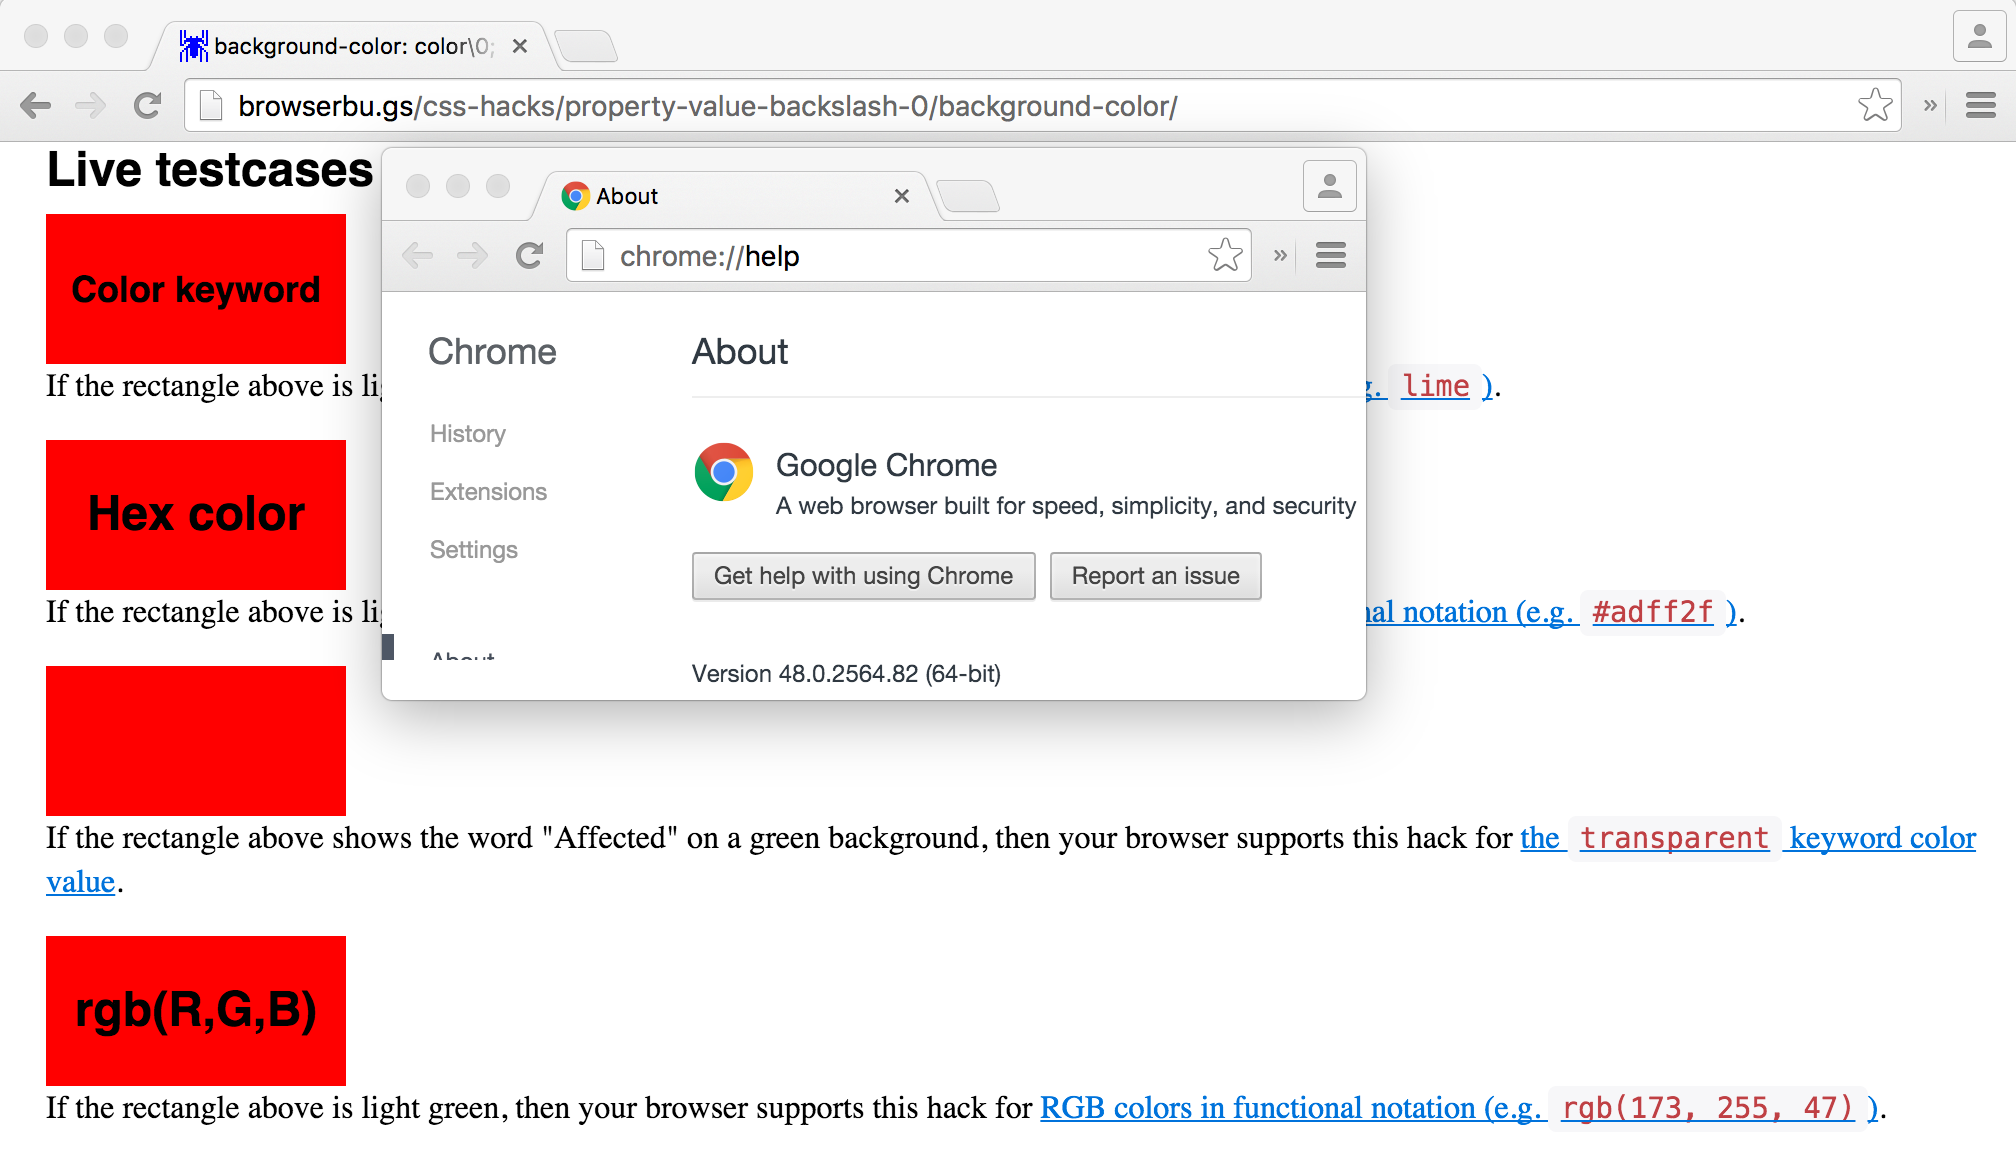 background-color: color\0;
browserbu.gs/css-hacks/property-value-backslash-0/background-color/
Live testcases
Color keyword
If the rectangle above is
lime ).
Hex color
If the rectangle above is
notation (e.g. #adff2f ).
If the rectangle above shows the word "Affected" on a green background, then your browser supports this hack for the transparent keyword color
value.
rgb(R,G,B)
If the rectangle above is light green, then your browser supports this hack for RGB colors in functional notation (e.g. rgb(173, 255, 47) ).
About
chrome://help
Chrome
History
Extensions
Settings
About
About
Google Chrome
A web browser built for speed, simplicity, and security
Get help with using Chrome
Report an issue
Version 48.0.2564.82 (64-bit)